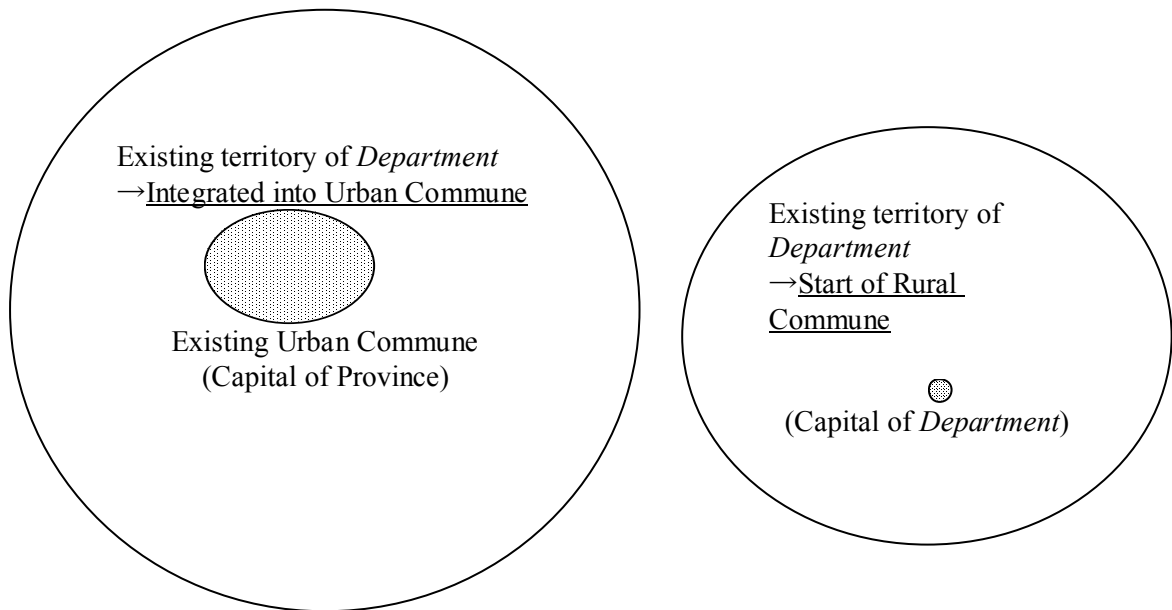 Existing territory of Department
→Integrated into Urban Commune
Existing Urban Commune
(Capital of Province)
Existing territory of
Department
→Start of Rural
Commune
(Capital of Department)